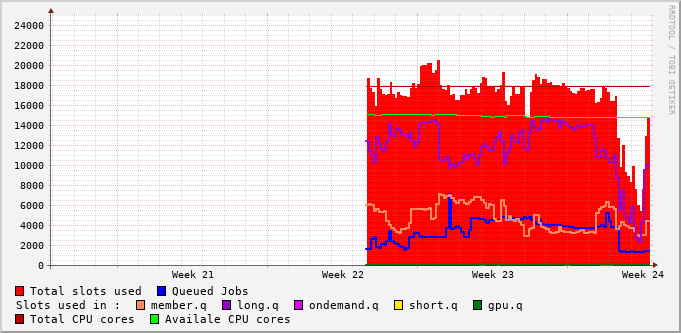 RRDTOOL / TOBI OETIKER
24000
22000
20000
18000
16000
14000
12000
10000
8000
6000
4000
2000
0
Week 21 Week 22 Week 23 Week 24
Total slots used Queued Jobs
Slots used in : member.q long.q ondemand.q short.q gpu.q
Total CPU cores Availale CPU cores